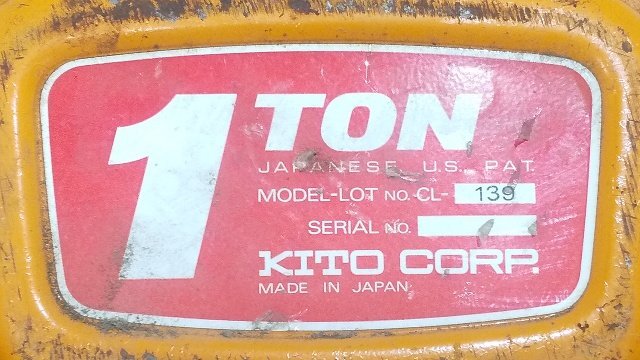 1 TON
JAPANESE U.S. PAT.
MODEL-LOT NO. CL- 139
SERIAL NO.
KITO CORP.
MADE IN JAPAN